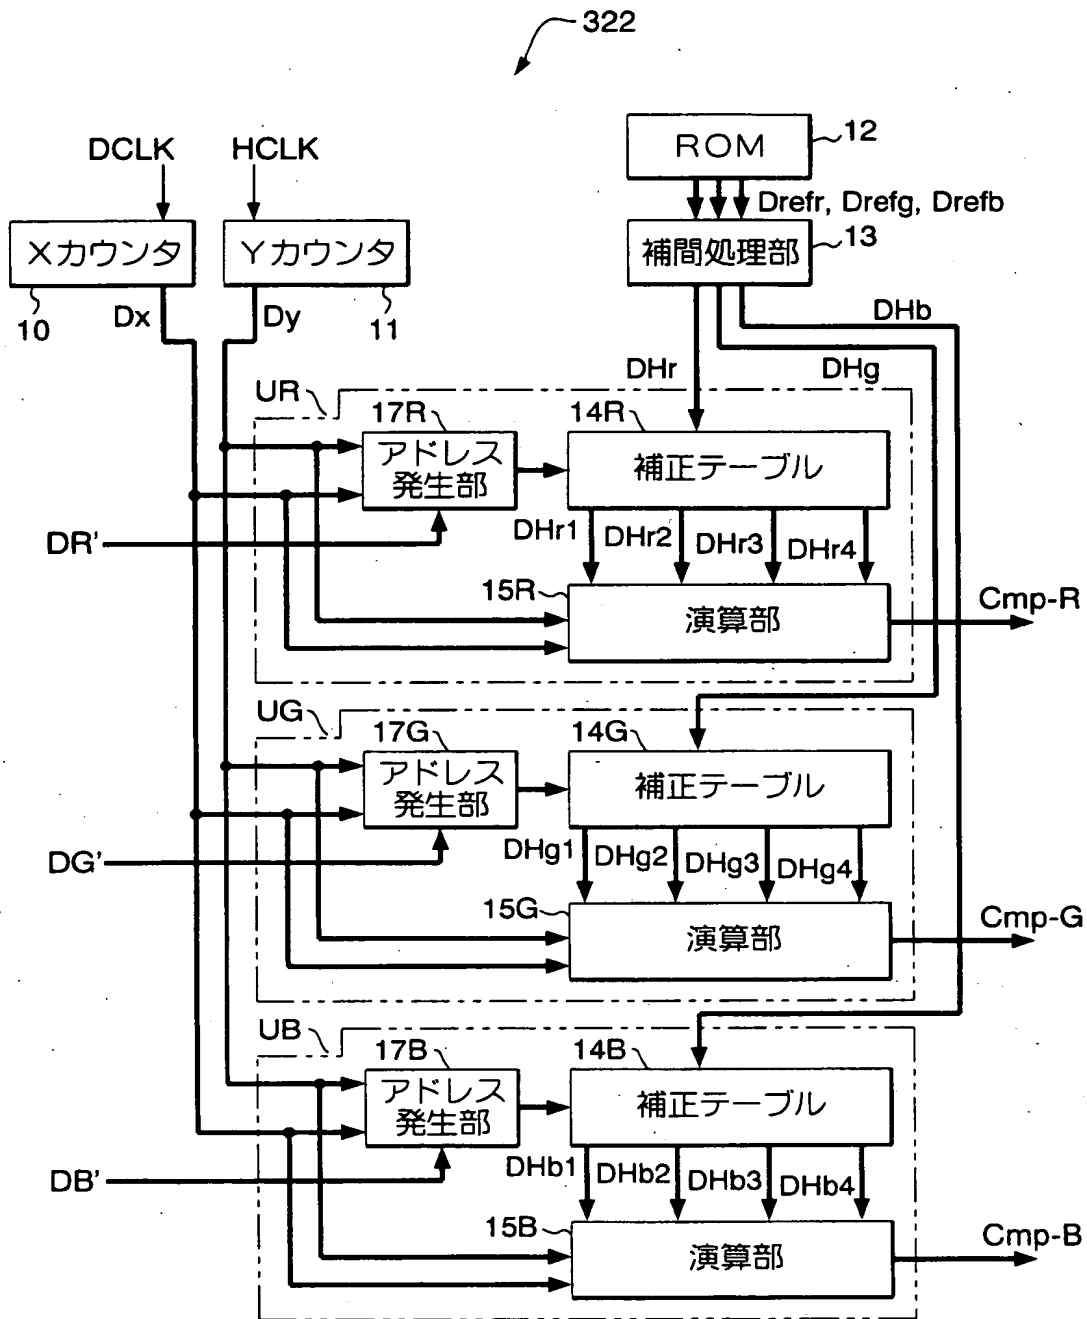 322
ROM
12
DCLK
HCLK
Drefr, Drefg, Drefb
Xカウンタ
Yカウンタ
補間処理部
13
10
Dx
Dy
11
DHb
DHr
DHg
UR
17R
14R
アドレス
発生部
補正テーブル
DR'
DHr1
DHr2
DHr3
DHr4
15R
演算部
Cmp-R
UG
17G
14G
アドレス
発生部
補正テーブル
DG'
DHg1
DHg2
DHg3
DHg4
15G
演算部
Cmp-G
UB
17B
14B
アドレス
発生部
補正テーブル
DB'
DHb1
DHb2
DHb3
DHb4
15B
演算部
Cmp-B